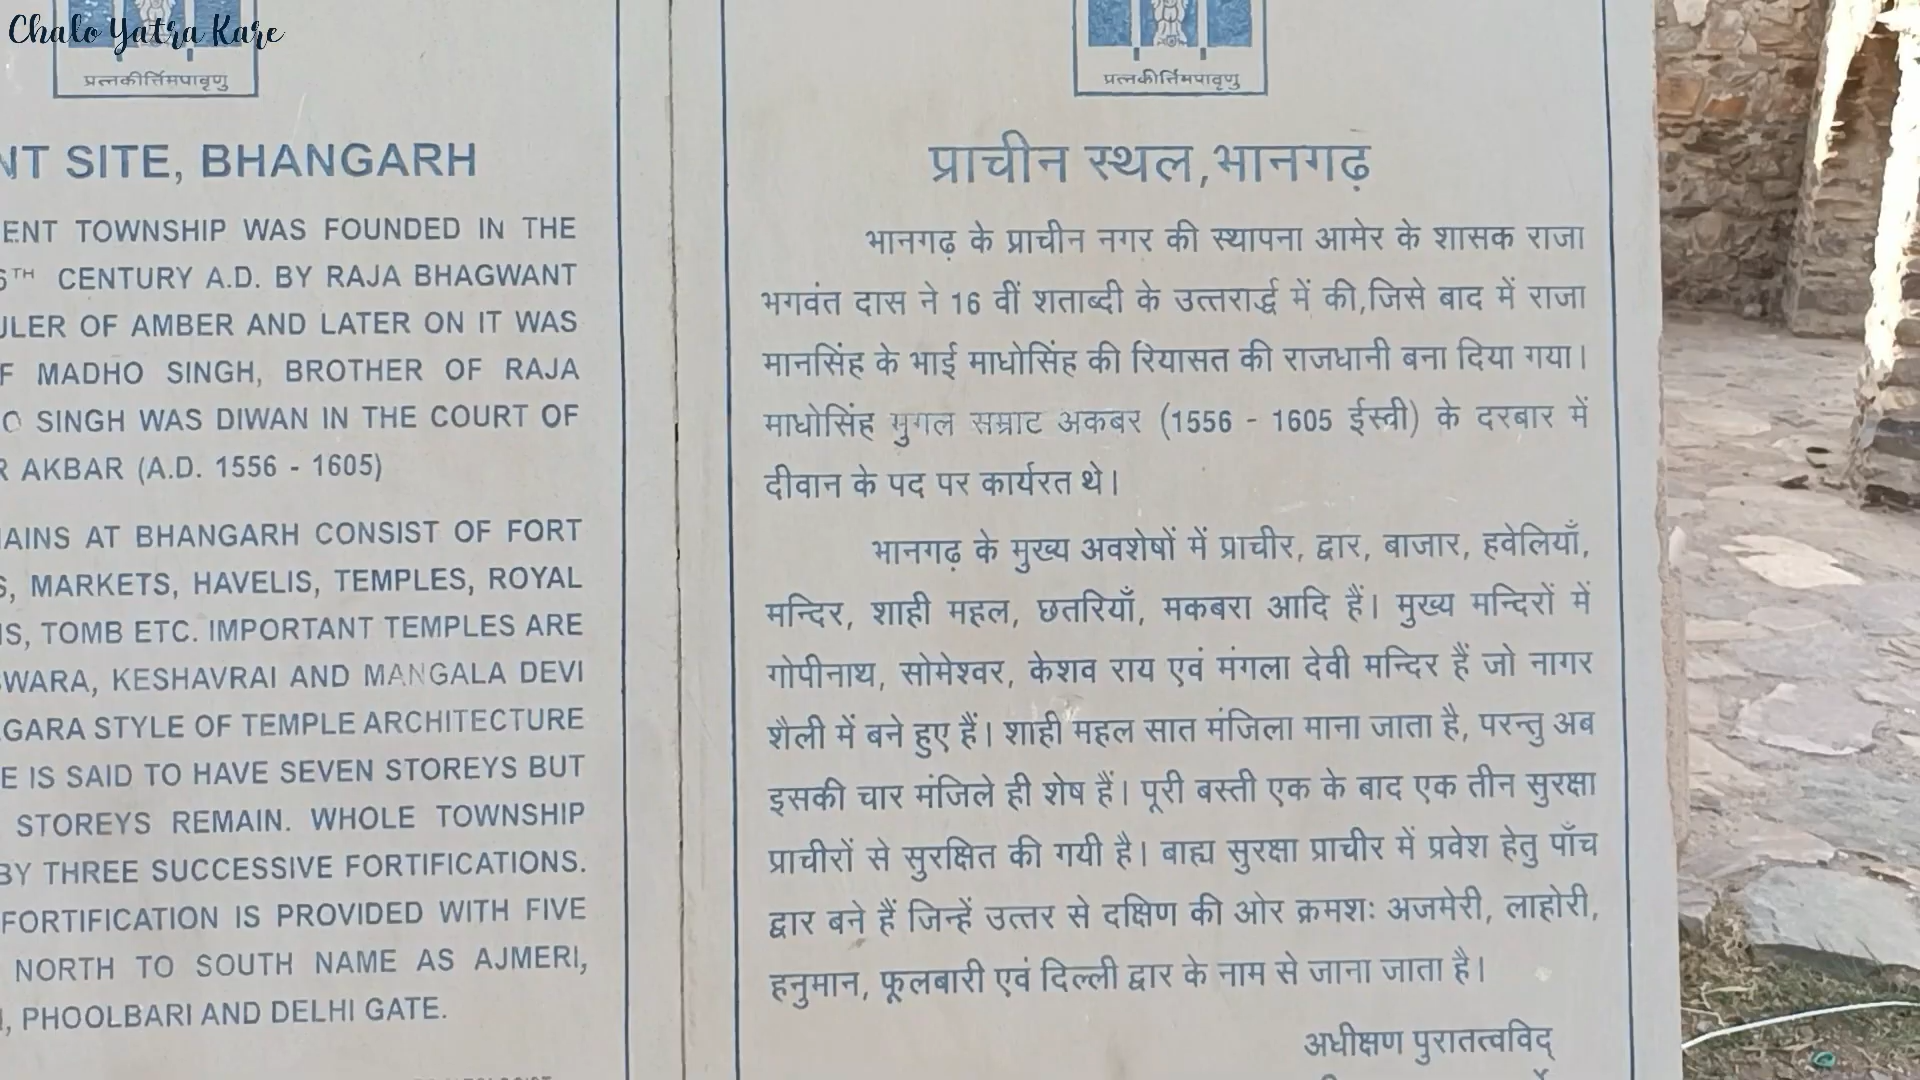 Chalo Yatra Kare
प्रत्नकीर्त्तिमपावृणु
NT SITE, BHANGARH
ENT TOWNSHIP WAS FOUNDED IN THE
6TH CENTURY A.D. BY RAJA BHAGWANT
ULER OF AMBER AND LATER ON IT WAS
F MADHO SINGH, BROTHER OF RAJA
O SINGH WAS DIWAN IN THE COURT OF
R AKBAR (A.D. 1556 - 1605)
AINS AT BHANGARH CONSIST OF FORT
S, MARKETS, HAVELIS, TEMPLES, ROYAL
IS, TOMB ETC. IMPORTANT TEMPLES ARE
WARA, KESHAVRAI AND MANGALA DEVI
GARA STYLE OF TEMPLE ARCHITECTURE
E IS SAID TO HAVE SEVEN STOREYS BUT
STOREYS REMAIN. WHOLE TOWNSHIP
BY THREE SUCCESSIVE FORTIFICATIONS.
FORTIFICATION IS PROVIDED WITH FIVE
NORTH TO SOUTH NAME AS AJMERI,
, PHOOLBARI AND DELHI GATE.
प्रत्नकीर्त्तिमपावृणु
प्राचीन स्थल,भानगढ़
भानगढ़ के प्राचीन नगर की स्थापना आमेर के शासक राजा
भगवंत दास ने 16 वीं शताब्दी के उत्तरार्द्ध में की,जिसे बाद में राजा
मानसिंह के भाई माधोसिंह की रियासत की राजधानी बना दिया गया।
माधोसिंह मुगल सम्राट अकबर (1556 - 1605 ईस्वी) के दरबार में
दीवान के पद पर कार्यरत थे।
भानगढ़ के मुख्य अवशेषों में प्राचीर, द्वार, बाजार, हवेलियाँ,
मन्दिर, शाही महल, छतरियाँ, मकबरा आदि हैं। मुख्य मन्दिरों में
गोपीनाथ, सोमेश्वर, केशव राय एवं मंगला देवी मन्दिर हैं जो नागर
शैली में बने हुए हैं। शाही महल सात मंजिला माना जाता है, परन्तु अब
इसकी चार मंजिले ही शेष हैं। पूरी बस्ती एक के बाद एक तीन सुरक्षा
प्राचीरों से सुरक्षित की गयी है। बाह्य सुरक्षा प्राचीर में प्रवेश हेतु पाँच
द्वार बने हैं जिन्हें उत्तर से दक्षिण की ओर क्रमशः अजमेरी, लाहोरी,
हनुमान, फूलबारी एवं दिल्ली द्वार के नाम से जाना जाता है।
अधीक्षण पुरातत्वविद्